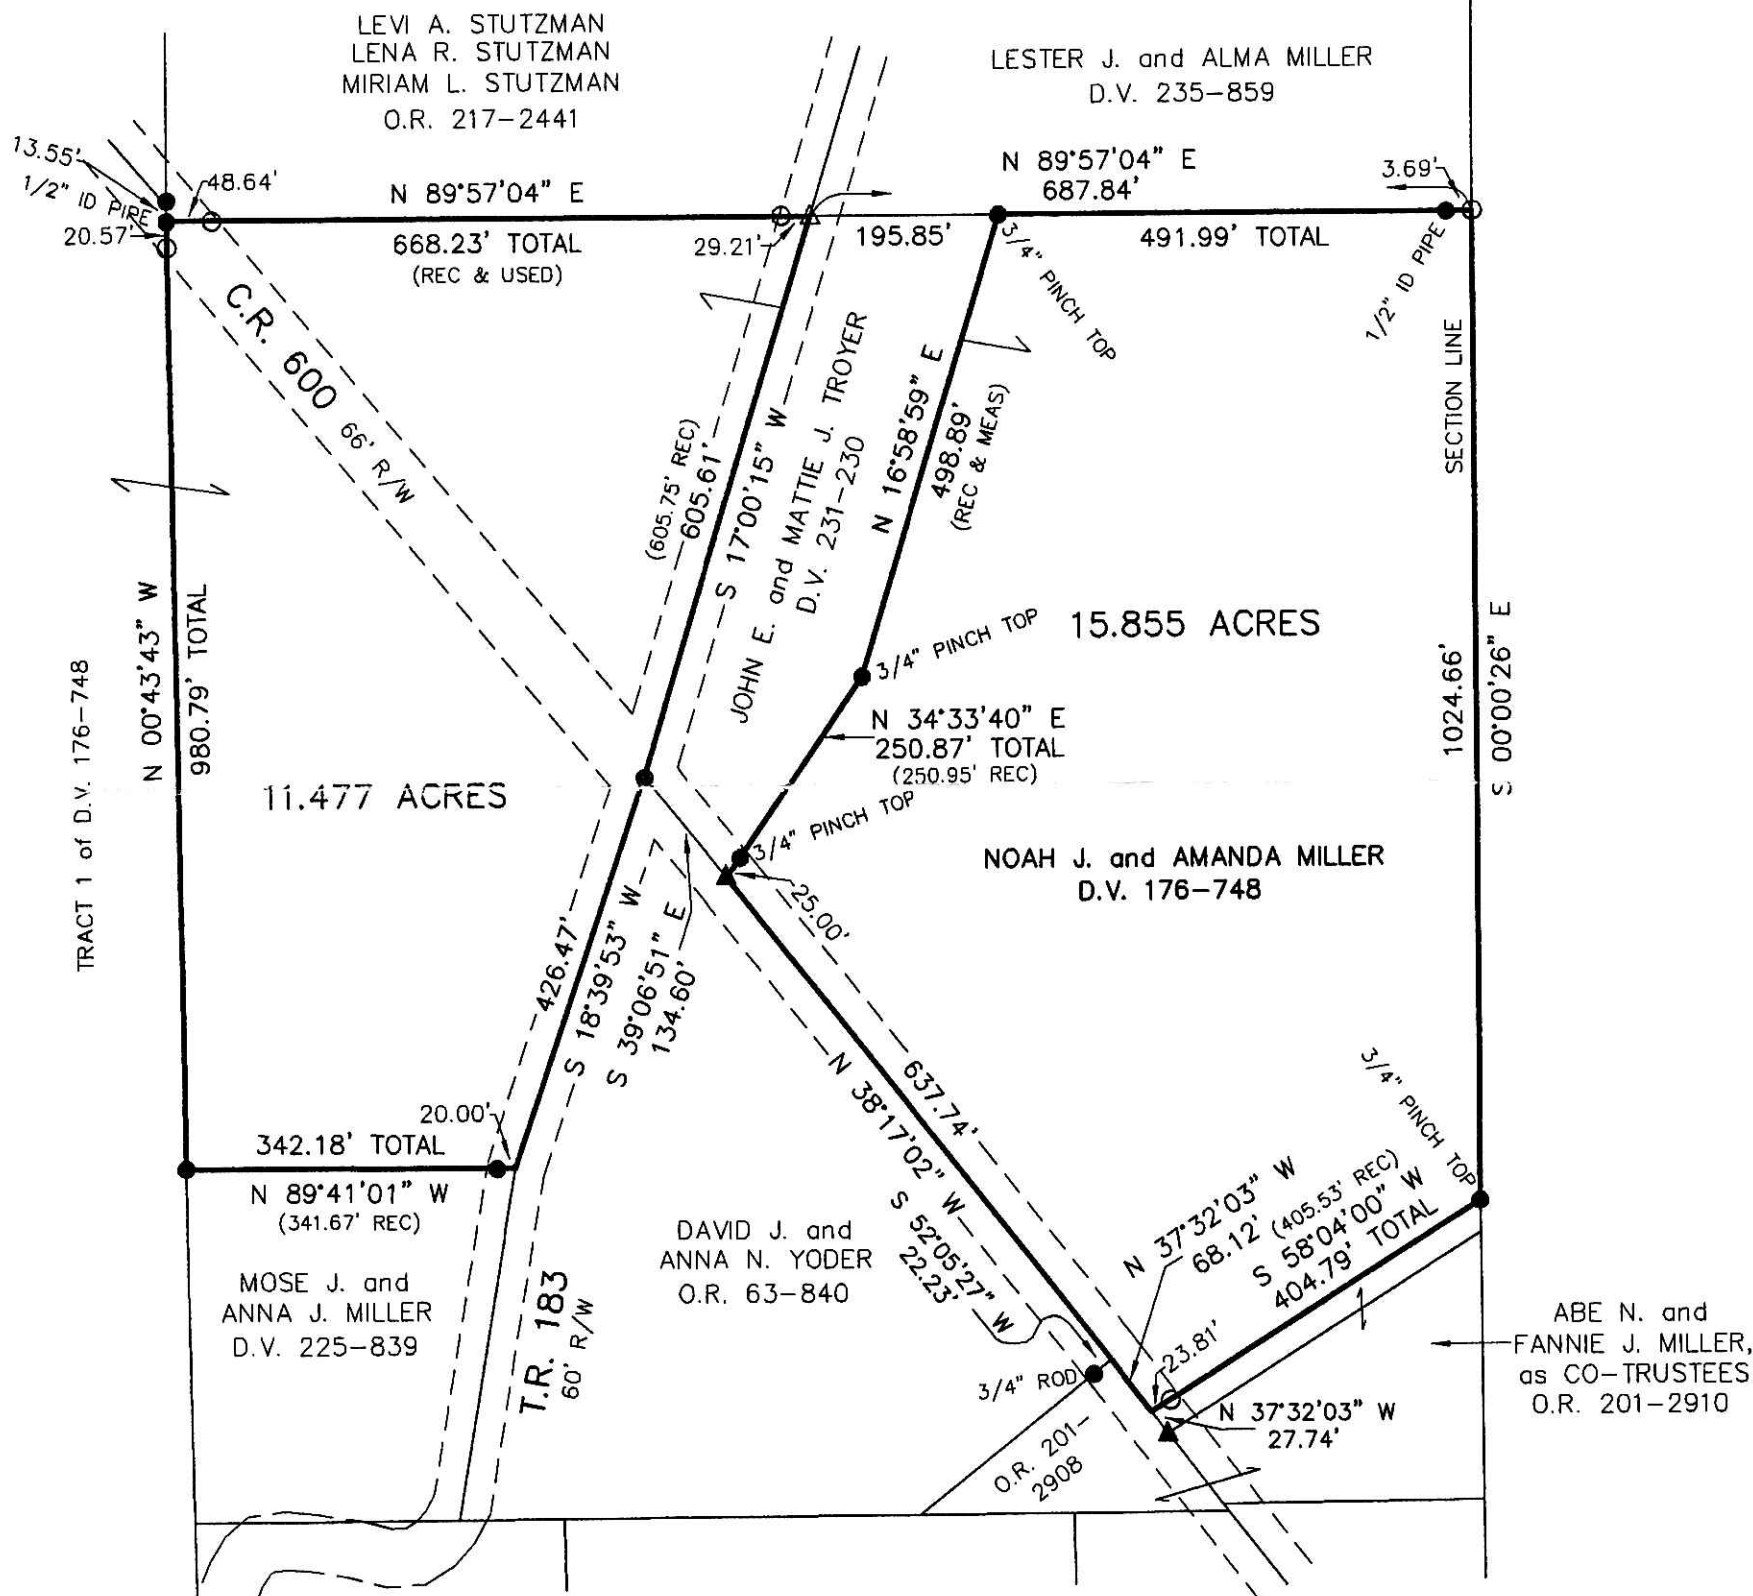 LEVI A. STUTZMAN
LENA R. STUTZMAN
MIRIAM L. STUTZMAN
O.R. 217-2441
LESTER J. and ALMA MILLER
D.V. 235-859
13.55'
1/2" ID PIPE
20.57'
48.64'
N 89°57'04" E
668.23' TOTAL
(REC & USED)
29.21'
195.85'
N 89°57'04" E
687.84'
491.99' TOTAL
3.69'
1/2" ID PIPE
3/4" PINCH TOP
SECTION LINE
C.R. 600 66' R/W
(605.75' REC)
605.61'
S 17°00'15" W
JOHN E. and MATTIE J. TROYER
D.V. 231-230
N 16°58'59" E
498.89'
(REC & MEAS)
15.855 ACRES
3/4" PINCH TOP
N 34°33'40" E
250.87' TOTAL
(250.95' REC)
3/4" PINCH TOP
25.00'
TRACT 1 of D.V. 176-748
N 00°43'43" W
980.79' TOTAL
11.477 ACRES
NOAH J. and AMANDA MILLER
D.V. 176-748
1024.66'
S 00°00'26" E
426.47'
S 18°39'53" W
S 39°06'51" E
134.60'
637.74'
N 38°17'02" W
20.00'
342.18' TOTAL
N 89°41'01" W
(341.67' REC)
3/4" PINCH TOP
N 37°32'03" W
68.12' (405.53' REC)
S 58°04'00" W
404.79' TOTAL
S 52°05'27" W
22.23'
MOSE J. and
ANNA J. MILLER
D.V. 225-839
T.R. 183
60' R/W
DAVID J. and
ANNA N. YODER
O.R. 63-840
3/4" ROD
23.81'
N 37°32'03" W
27.74'
O.R. 201-
2908
ABE N. and
FANNIE J. MILLER,
as CO-TRUSTEES
O.R. 201-2910